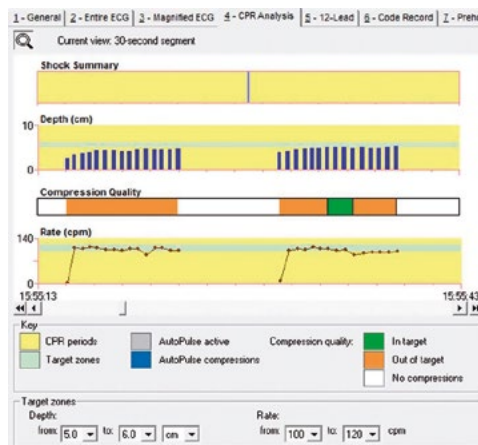 1 - General 2 - Entire ECG 3 - Magnified ECG 4 - CPR Analysis 5 - 12-Lead 6 - Code Record 7 - Preho
Current view: 30-second segment
Shock Summary
Depth (cm)
10
0
Compression Quality
Rate (cpm)
140
0
15:55:13 15:55:43
Key
CPR periods AutoPulse active Compression quality: In target
Target zones AutoPulse compressions Out of target
No compressions
Target zones
Depth: Rate:
from: 5.0 to: 6.0 cm from: 100 to: 120 cpm